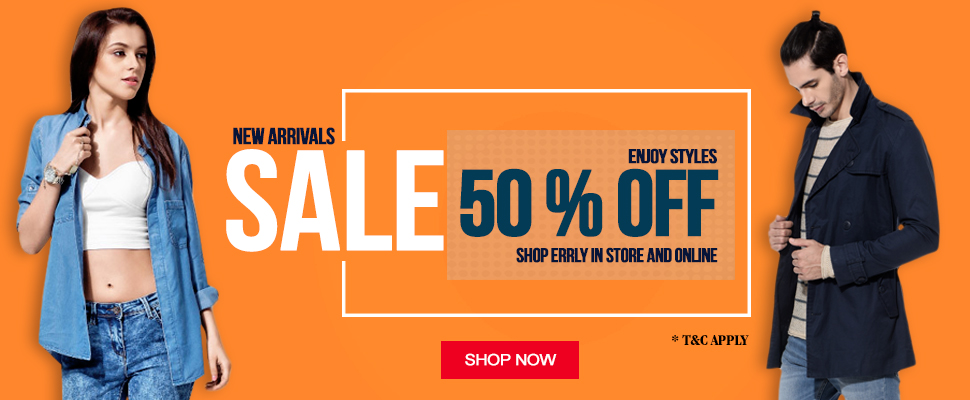 NEW ARRIVALS
SALE
ENJOY STYLES
50 % OFF
SHOP ERRLY IN STORE AND ONLINE
* T&C APPLY
SHOP NOW